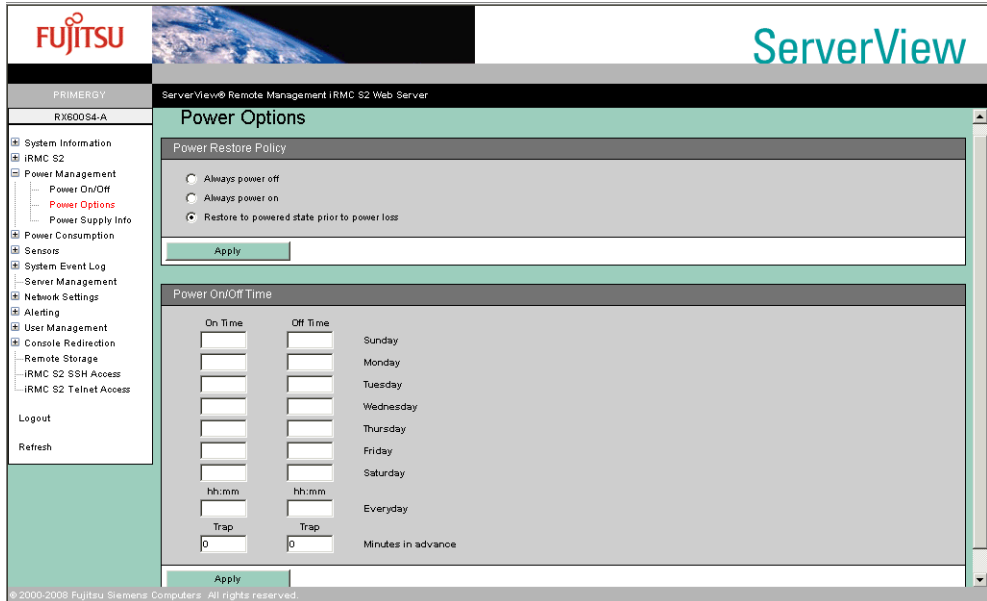 FUJITSU
ServerView
PRIMERGY
ServerView® Remote Management iRMC S2 Web Server
RX600S4-A
System Information
iRMC S2
Power Management
Power On/Off
Power Options
Power Supply Info
Power Consumption
Sensors
System Event Log
Server Management
Network Settings
Alerting
User Management
Console Redirection
Remote Storage
iRMC S2 SSH Access
iRMC S2 Telnet Access
Logout
Refresh
Power Options
Power Restore Policy
Always power off
Always power on
Restore to powered state prior to power loss
Apply
Power On/Off Time
On Time Off Time
Sunday
Monday
Tuesday
Wednesday
Thursday
Friday
Saturday
hh:mm hh:mm
Everyday
Trap Trap
0 0 Minutes in advance
Apply
© 2000-2008 Fujitsu Siemens Computers All rights reserved.